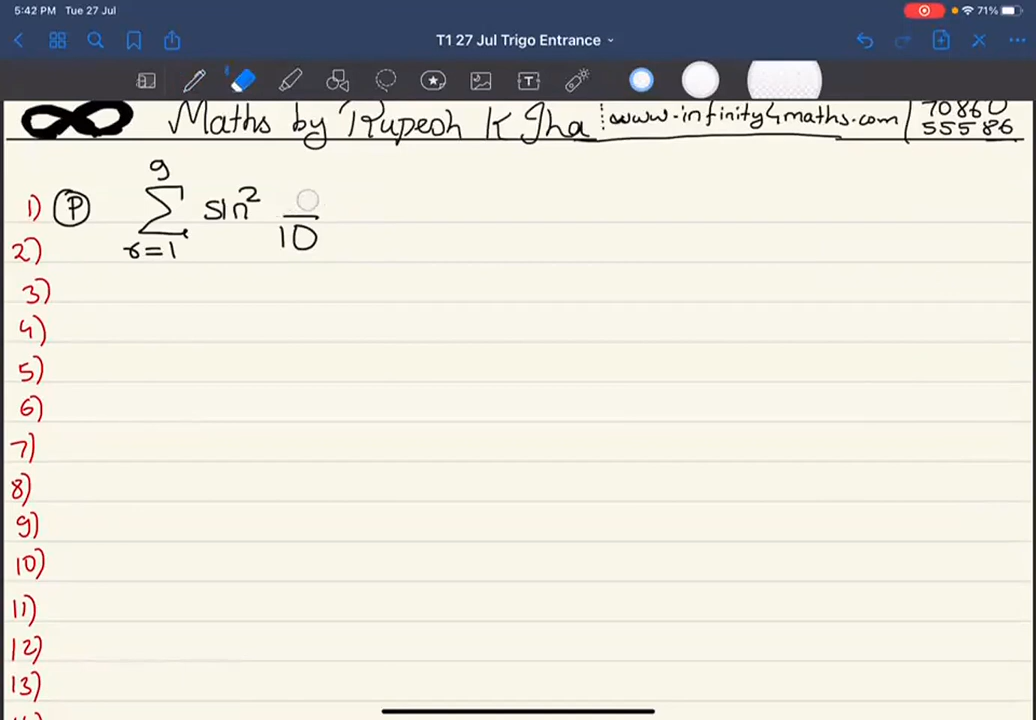 5:42 PM Tue 27 Jul
71%
T1 27 Jul Trigo Entrance
T
Maths by Rupesh K Jha
www.infinity4maths.com
70860
55586
9
1) P Σ sin² — 10
r=1
2)
3)
4)
5)
6)
7)
8)
9)
10)
11)
12)
13)